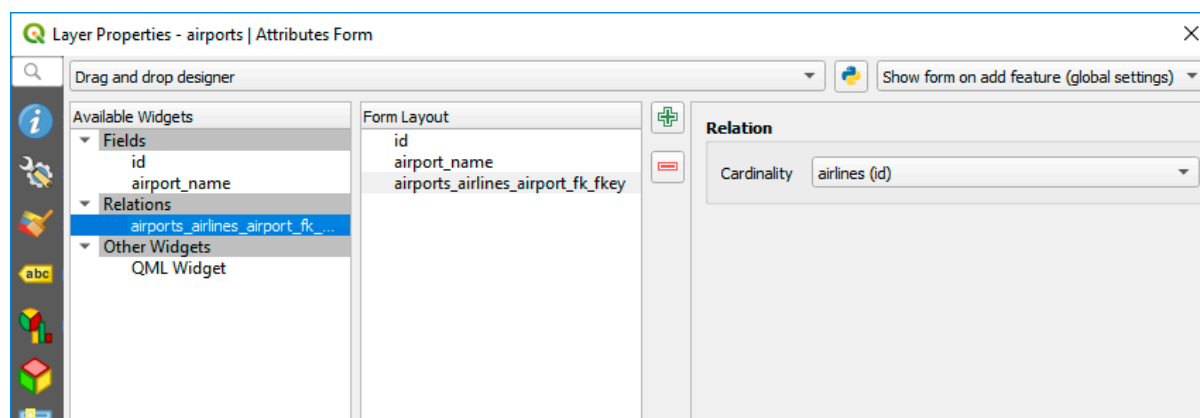 Layer Properties - airports | Attributes Form
Drag and drop designer
Show form on add feature (global settings)
Available Widgets
Fields
id
airport_name
Relations
airports_airlines_airport_fk_...
Other Widgets
QML Widget
Form Layout
id
airport_name
airports_airlines_airport_fk_fkey
Relation
Cardinality airlines (id)
abc